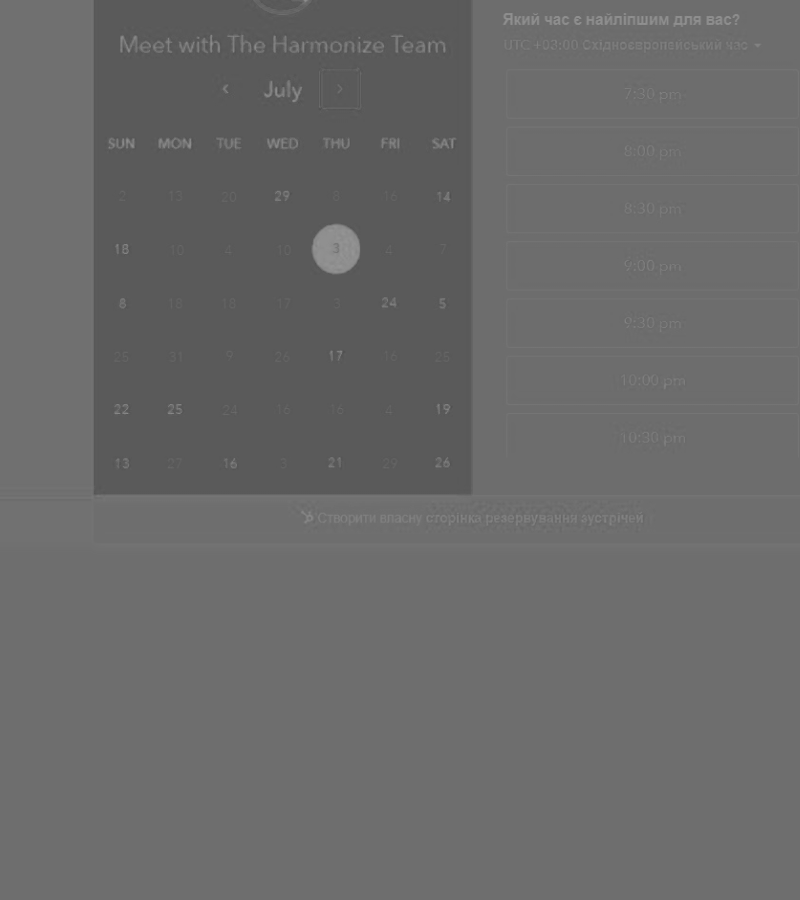 Meet with The Harmonize Team
‹ July ›
SUN MON TUE WED THU FRI SAT
2 13 20 29 8 16 14
18 10 4 10 3 4 7
8 18 18 17 3 24 5
25 31 9 26 17 16 25
22 25 24 16 16 4 19
13 27 16 3 21 29 26
Який час є найліпшим для вас?
UTC +03:00 Східноєвропейський час
7:30 pm
8:00 pm
8:30 pm
9:00 pm
9:30 pm
10:00 pm
10:30 pm
Створити власну сторінка резервування зустрічей